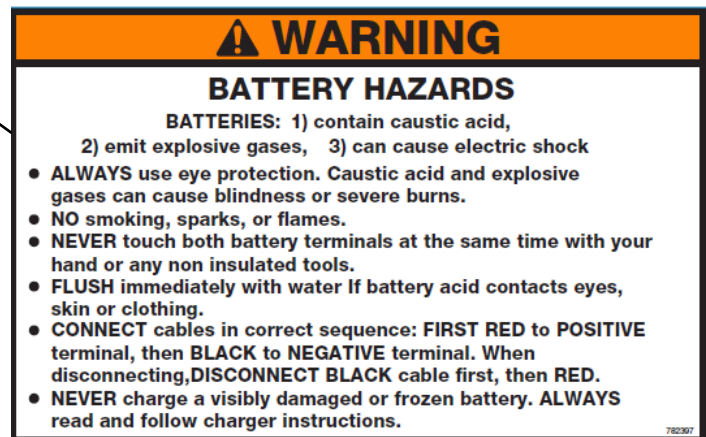 ⚠ WARNING
BATTERY HAZARDS
BATTERIES: 1) contain caustic acid,
2) emit explosive gases, 3) can cause electric shock
● ALWAYS use eye protection. Caustic acid and explosive
gases can cause blindness or severe burns.
● NO smoking, sparks, or flames.
● NEVER touch both battery terminals at the same time with your
hand or any non insulated tools.
● FLUSH immediately with water If battery acid contacts eyes,
skin or clothing.
● CONNECT cables in correct sequence: FIRST RED to POSITIVE
terminal, then BLACK to NEGATIVE terminal. When
disconnecting,DISCONNECT BLACK cable first, then RED.
● NEVER charge a visibly damaged or frozen battery. ALWAYS
read and follow charger instructions.
782397